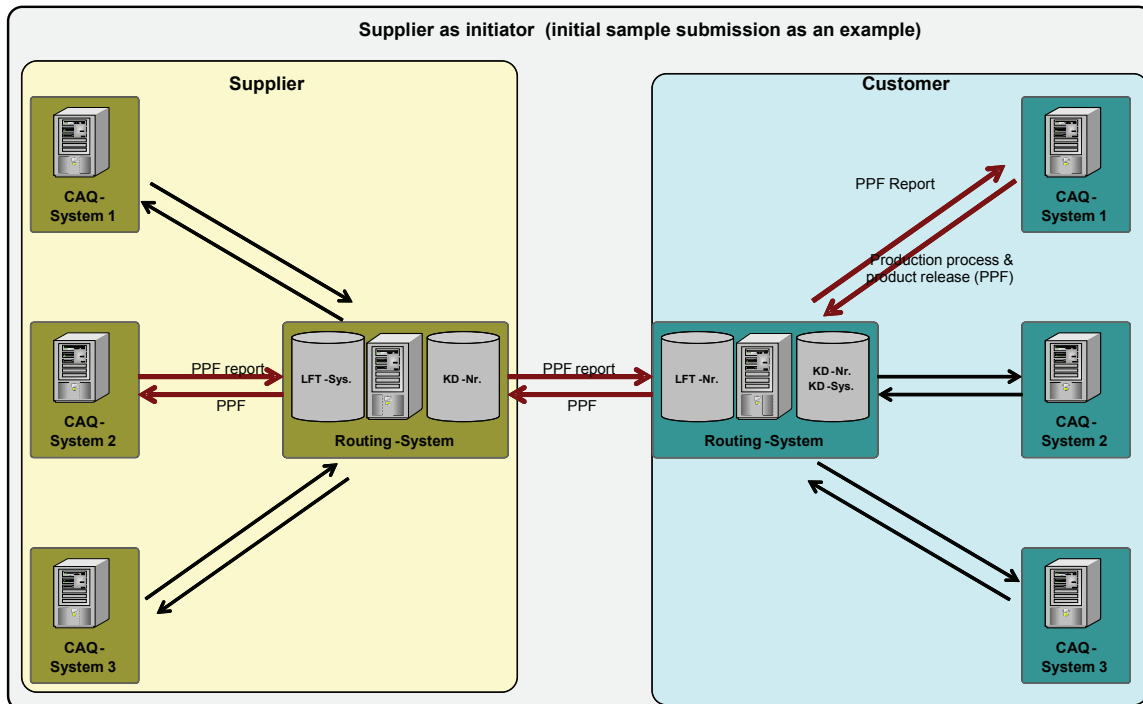 Supplier as initiator (initial sample submission as an example)
Supplier
CAQ-
System 1
CAQ-
System 2
PPF report
PPF
LFT -Sys.
KD -Nr.
Routing -System
CAQ-
System 3
PPF report
PPF
Customer
PPF Report
Production process &
product release (PPF)
CAQ-
System 1
LFT -Nr.
KD -Nr.
KD -Sys.
Routing -System
CAQ-
System 2
CAQ-
System 3